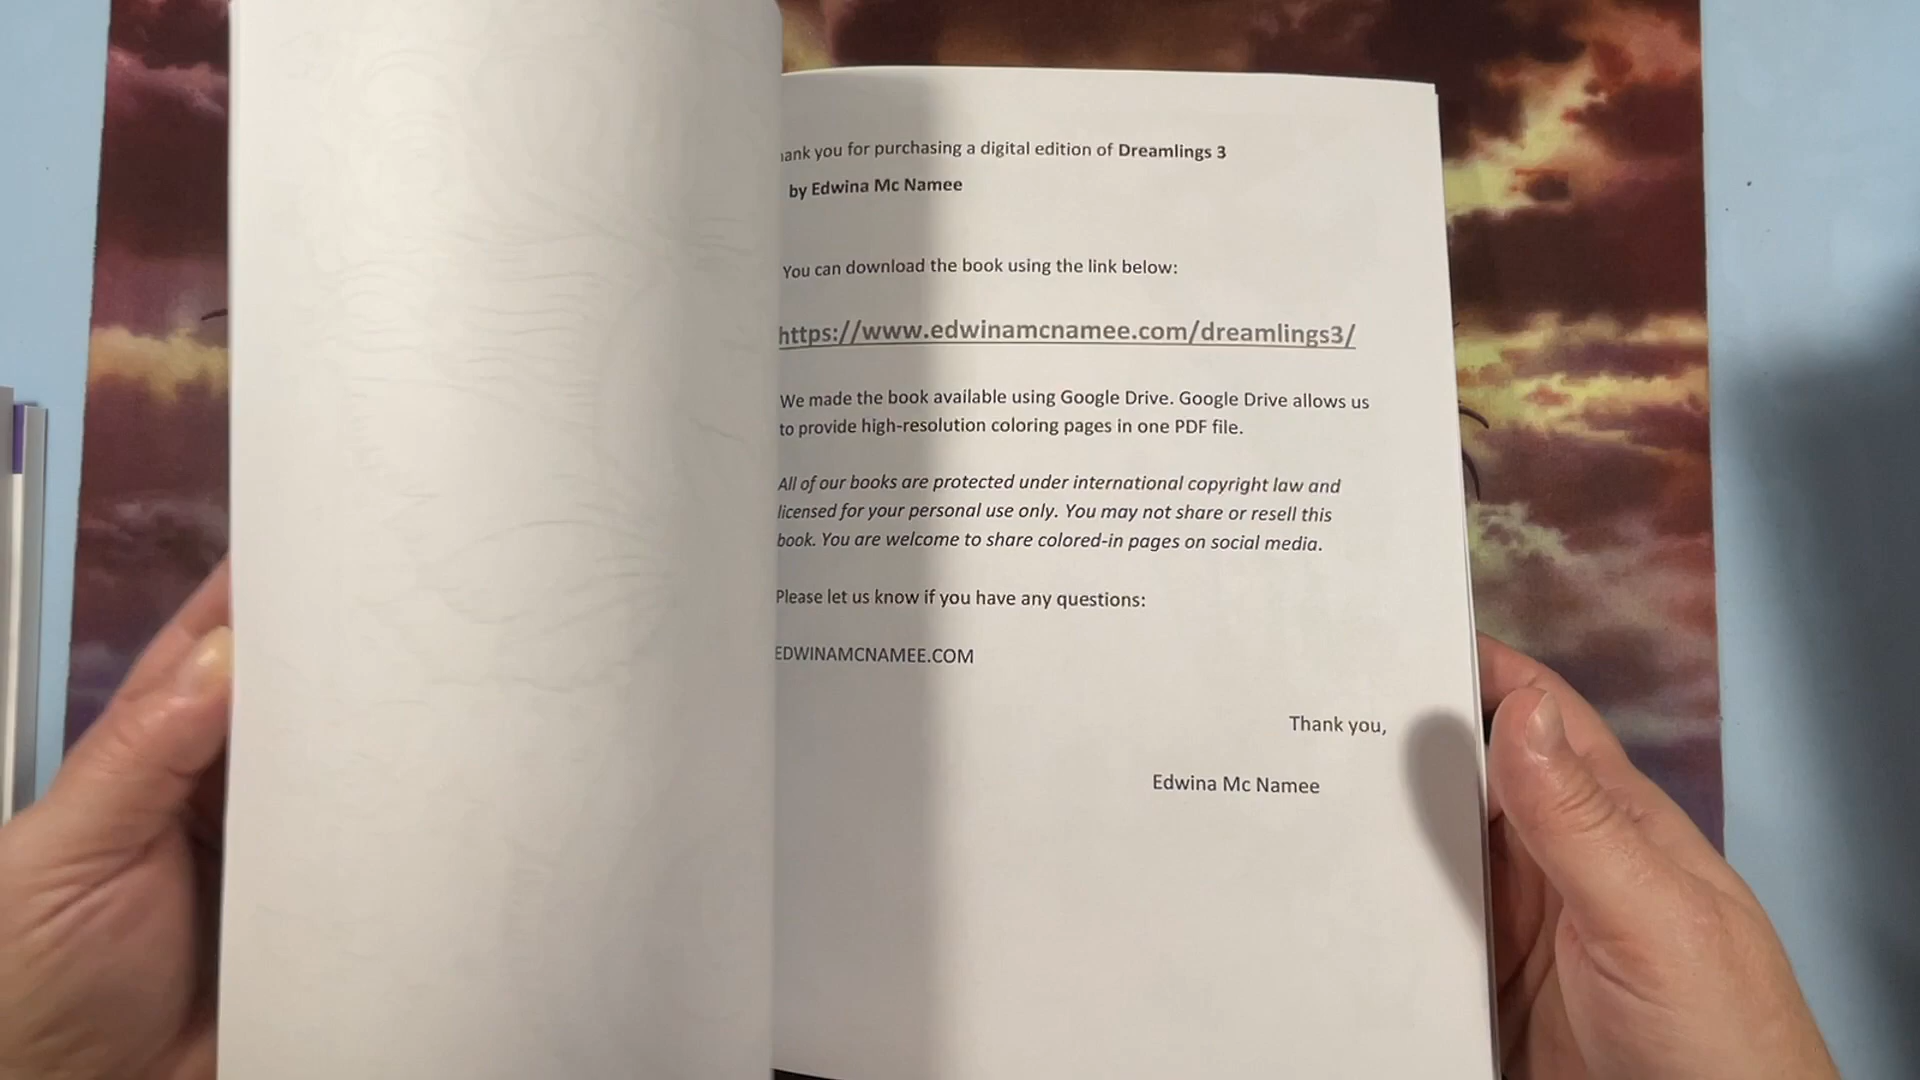 ank you for purchasing a digital edition of Dreamlings 3
by Edwina Mc Namee
You can download the book using the link below:
https://www.edwinamcnamee.com/dreamlings3/
We made the book available using Google Drive. Google Drive allows us
to provide high-resolution coloring pages in one PDF file.
All of our books are protected under international copyright law and
licensed for your personal use only. You may not share or resell this
book. You are welcome to share colored-in pages on social media.
Please let us know if you have any questions:
EDWINAMCNAMEE.COM
Thank you,
Edwina Mc Namee